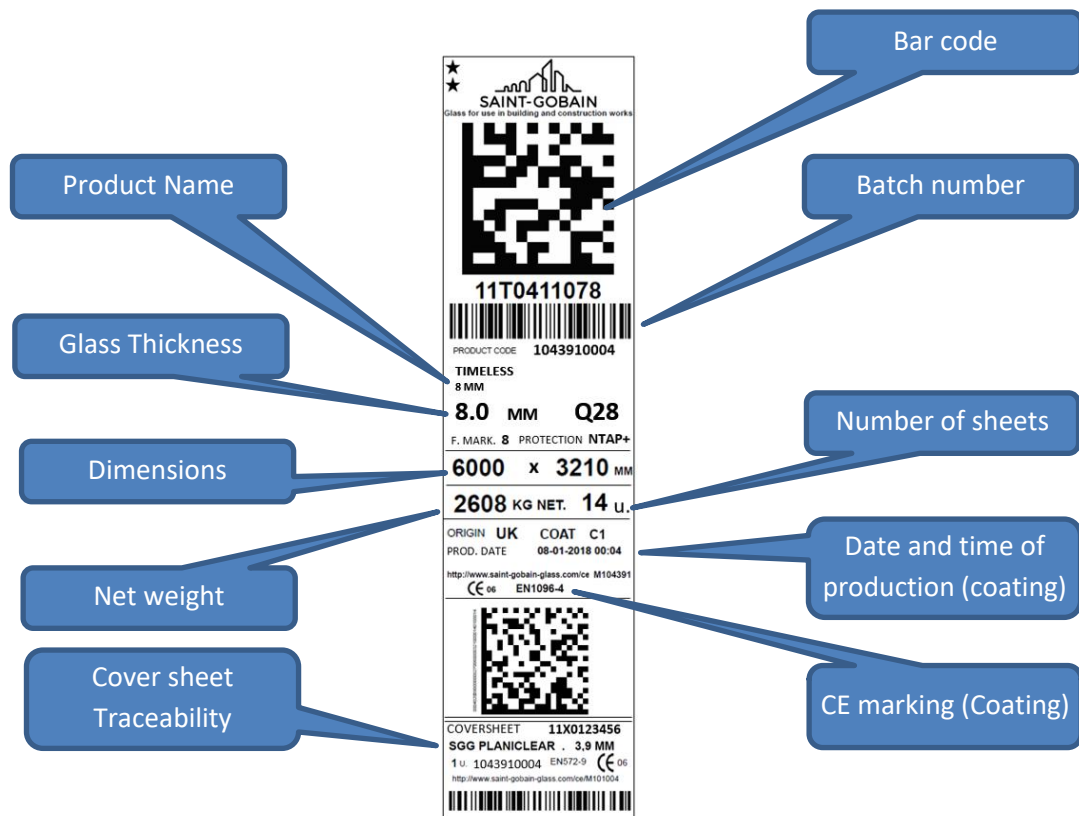 Bar code
SAINT-GOBAIN
Glass for use in building and construction works
Product Name
Batch number
11T0411078
Glass Thickness
PRODUCT CODE 1043910004
TIMELESS
8 MM
8.0 MM Q28
Number of sheets
F. MARK. 8 PROTECTION NTAP+
Dimensions
6000 x 3210 MM
2608 KG NET. 14 u.
ORIGIN UK COAT C1
PROD. DATE 08-01-2018 00:04
Date and time of
production (coating)
Net weight
http://www.saint-gobain-glass.com/ce M104391
CE 06 EN1096-4
Cover sheet
Traceability
CE marking (Coating)
COVERSHEET 11X0123456
SGG PLANICLEAR . 3,9 MM
1 U. 1043910004 EN572-9 CE 06
http://www.saint-gobain-glass.com/ce/M101004